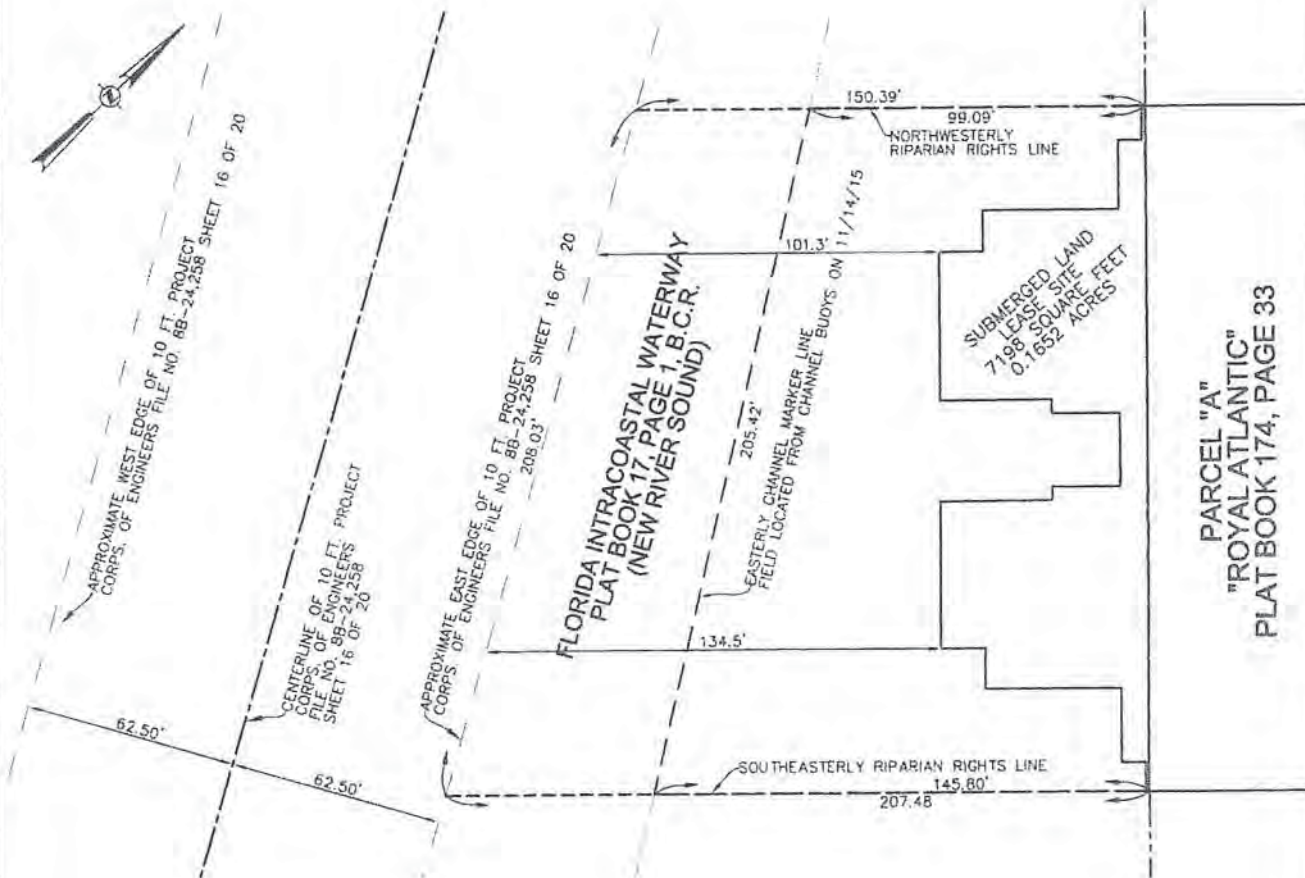 APPROXIMATE WEST EDGE OF 10 FT. PROJECT
CORPS. OF ENGINEERS FILE NO. 8B-24,258 SHEET 16 OF 20
62.50'
62.50'
CENTERLINE OF 10 FT. PROJECT
CORPS. OF ENGINEERS
FILE NO. 8B-24,258
SHEET 16 OF 20
APPROXIMATE EAST EDGE OF 10 FT. PROJECT
CORPS. OF ENGINEERS FILE NO. 8B-24,258 SHEET 16 OF 20
208.03'
FLORIDA INTRACOASTAL WATERWAY
PLAT BOOK 17, PAGE 1, B.C.R.
(NEW RIVER SOUND)
205.42'
EASTERLY CHANNEL MARKER LINE
FIELD LOCATED FROM CHANNEL BUOYS ON 11/14/15
150.39'
99.09'
NORTHWESTERLY
RIPARIAN RIGHTS LINE
101.3'
134.5'
SUBMERGED LAND
LEASE SITE
7198 SQUARE FEET
0.1652 ACRES
SOUTHEASTERLY RIPARIAN RIGHTS LINE
145.80'
207.48
PARCEL "A"
"ROYAL ATLANTIC"
PLAT BOOK 174, PAGE 33